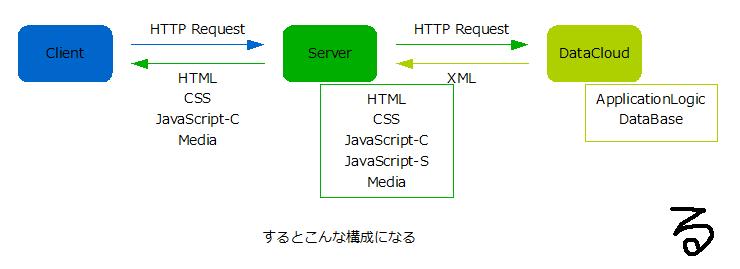 HTTP Request
HTTP Request
Client
Server
DataCloud
HTML
CSS
JavaScript-C
Media
XML
HTML
CSS
JavaScript-C
JavaScript-S
Media
ApplicationLogic
DataBase
するとこんな構成になる
る